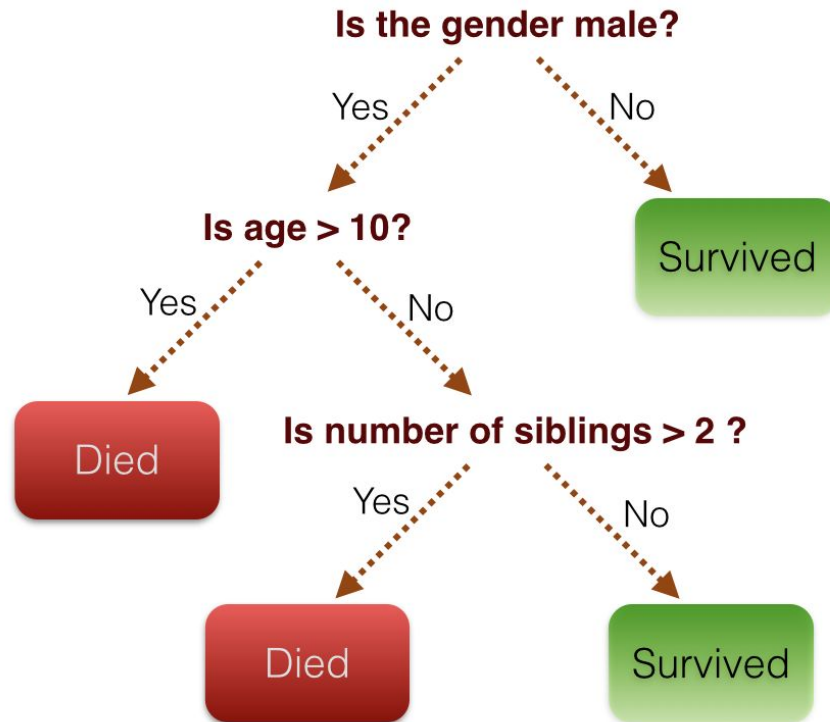 Is the gender male?
Yes
No
Is age > 10?
Survived
Yes
No
Died
Is number of siblings > 2 ?
Yes
No
Died
Survived